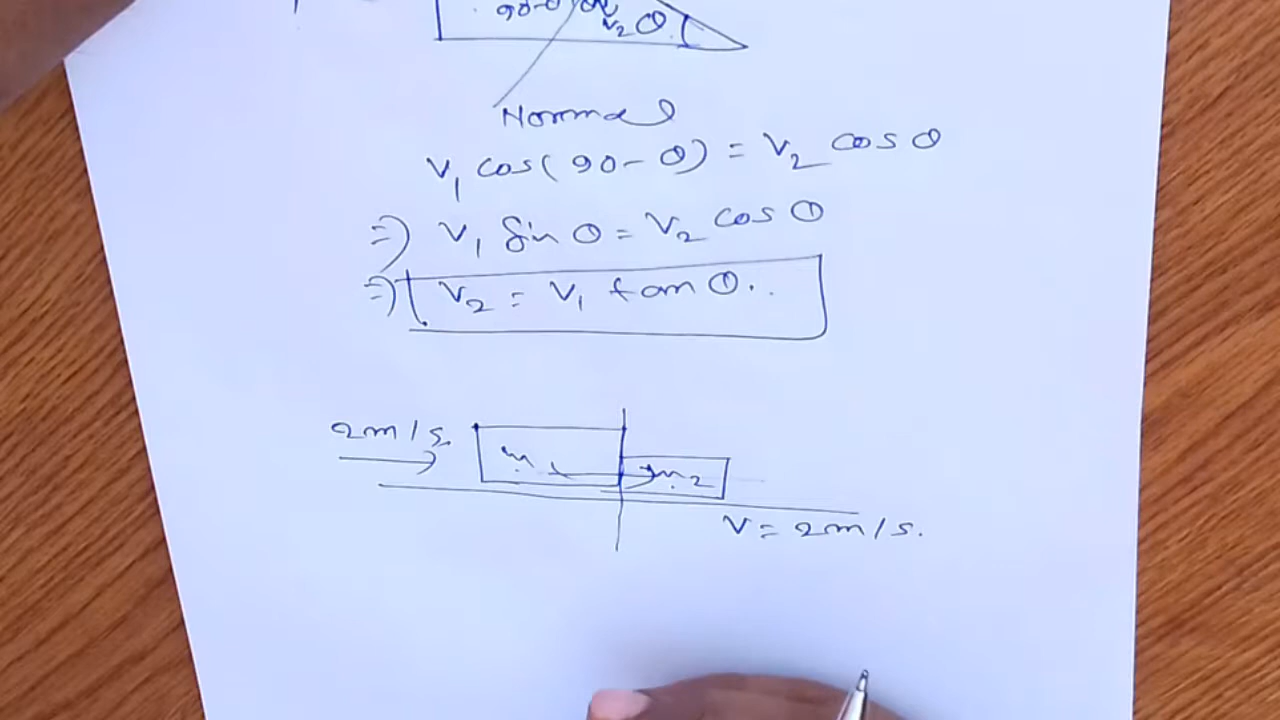 90-θ
v₂ θ
Normal
v₁ cos(90-θ) = v₂ cos θ
⇒) v₁ Sin θ = v₂ cos θ
⇒) v₂ = v₁ tan θ..
2m/s.
m₁ m₂
v = 2m/s.